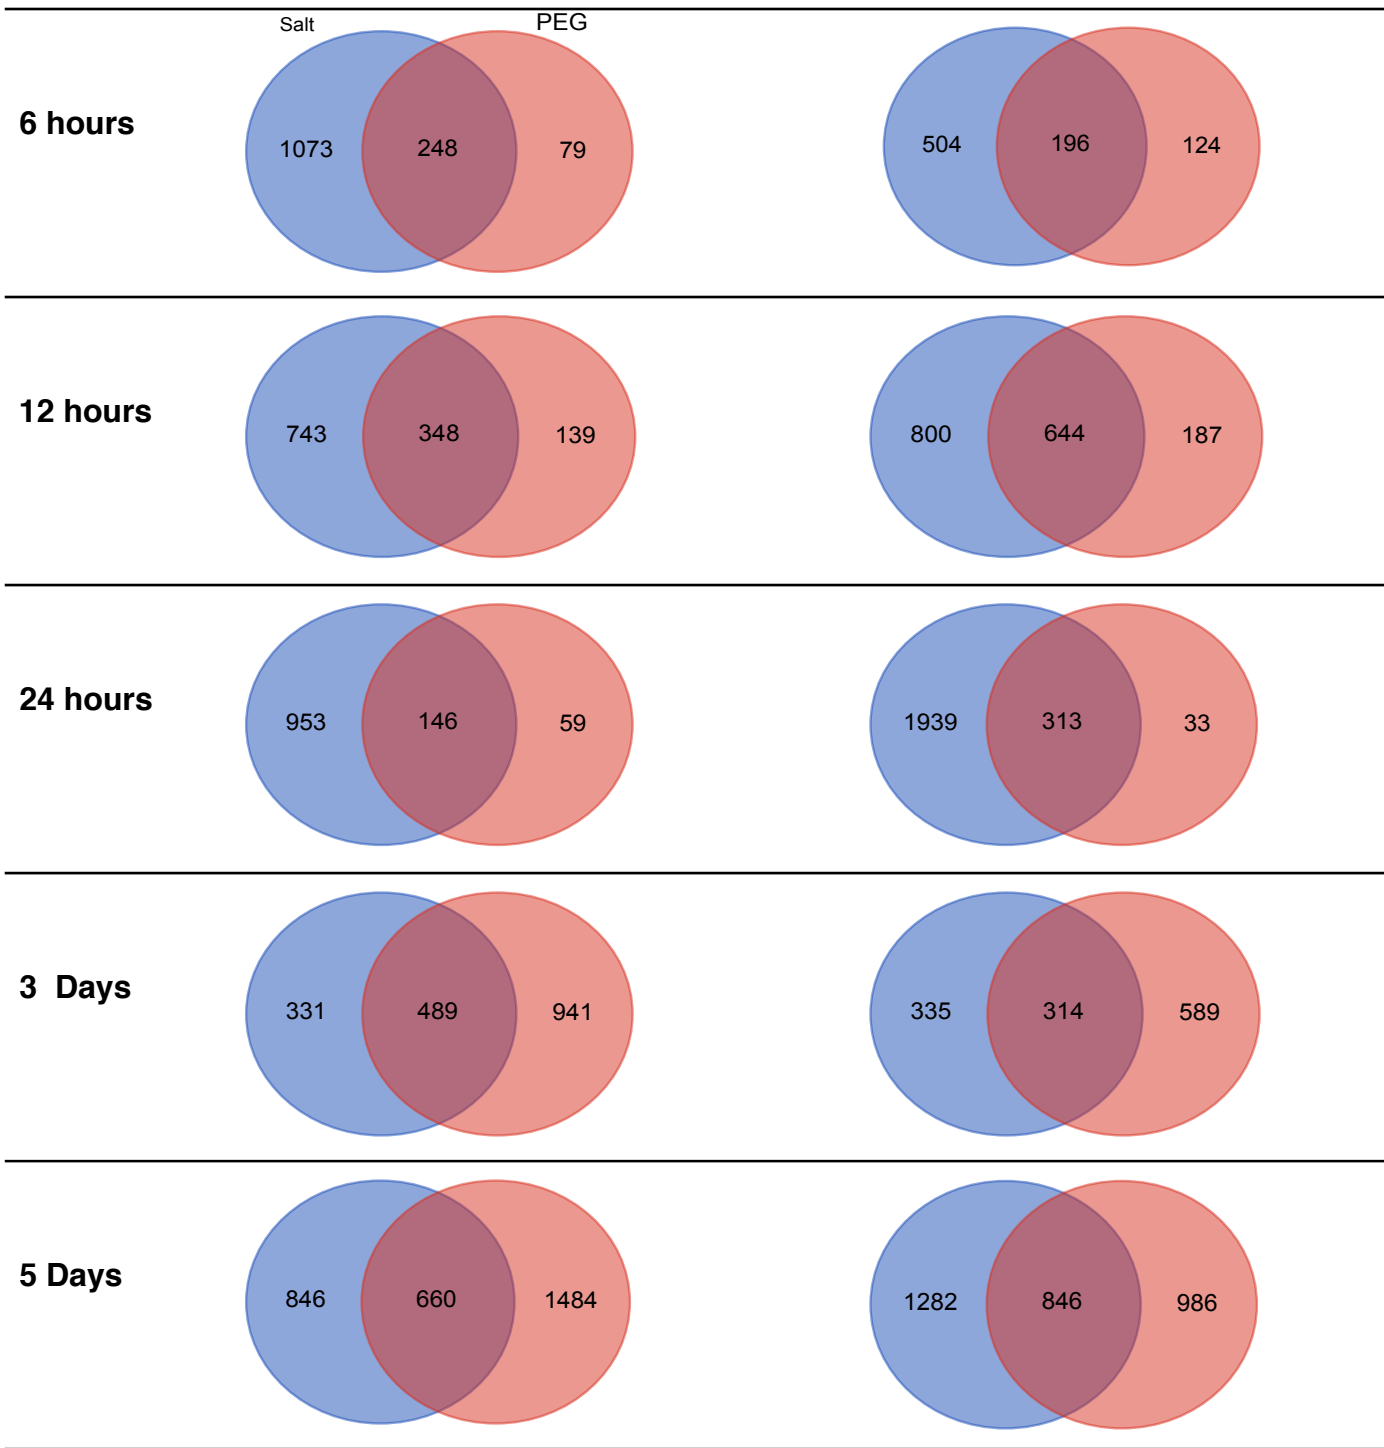 Salt PEG
6 hours
1073 248 79 504 196 124
12 hours
743 348 139 800 644 187
24 hours
953 146 59 1939 313 33
3 Days
331 489 941 335 314 589
5 Days
846 660 1484 1282 846 986